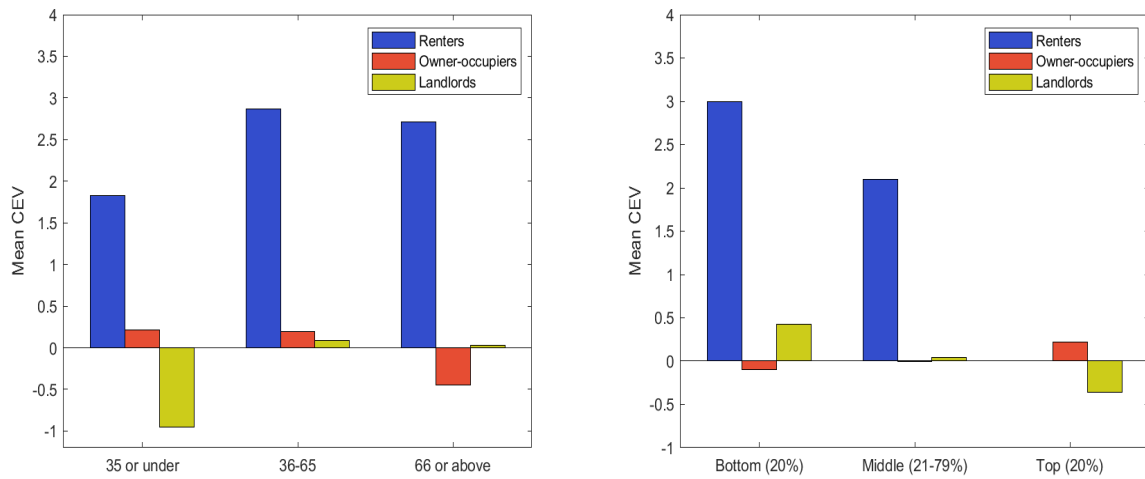 4
3.5
3
2.5
2
1.5
1
0.5
0
-0.5
-1
Mean CEV
Renters
Owner-occupiers
Landlords
35 or under
36-65
66 or above
4
3.5
3
2.5
2
1.5
1
0.5
0
-0.5
-1
Mean CEV
Renters
Owner-occupiers
Landlords
Bottom (20%)
Middle (21-79%)
Top (20%)